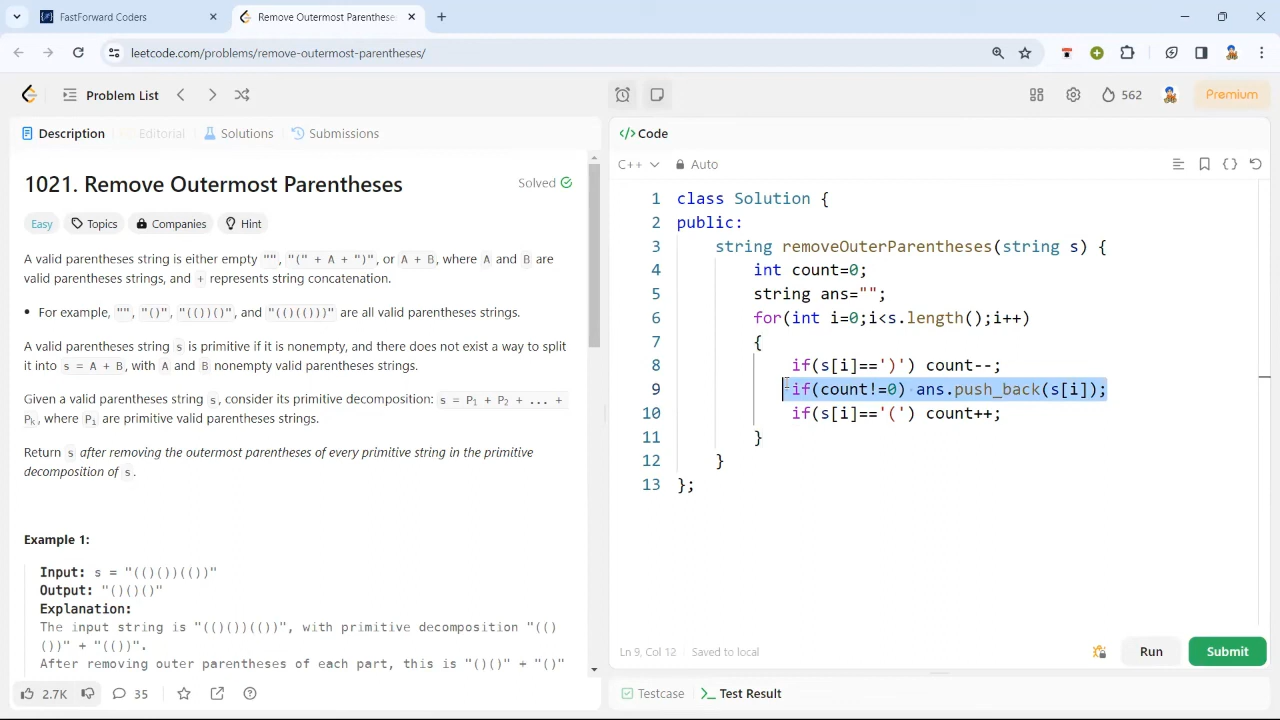 FastForward Coders
Remove Outermost Parenthese
leetcode.com/problems/remove-outermost-parentheses/
Problem List
562
Premium
Description
Editorial
Solutions
Submissions
1021. Remove Outermost Parentheses
Solved
Easy
Topics
Companies
Hint
A valid parentheses string is either empty "", "(" + A + ")", or A + B, where A and B are
valid parentheses strings, and + represents string concatenation.
• For example, "", "()", "(())()", and "(()(()))" are all valid parentheses strings.
A valid parentheses string s is primitive if it is nonempty, and there does not exist a way to split
it into s = A + B, with A and B nonempty valid parentheses strings.
Given a valid parentheses string s, consider its primitive decomposition: s = P1 + P2 + ... +
Pk, where Pi are primitive valid parentheses strings.
Return s after removing the outermost parentheses of every primitive string in the primitive
decomposition of s.
Example 1:
Input: s = "(()())(())"
Output: "()()()"
Explanation:
The input string is "(()())(())", with primitive decomposition "(()
())" + "(())".
After removing outer parentheses of each part, this is "()()" + "()"
2.7K
35
</> Code
C++
Auto
1 class Solution {
2 public:
3 string removeOuterParentheses(string s) {
4 int count=0;
5 string ans="";
6 for(int i=0;i<s.length();i++)
7 {
8 if(s[i]==')') count--;
9 if(count!=0) ans.push_back(s[i]);
10 if(s[i]=='(') count++;
11 }
12 }
13 };
Ln 9, Col 12
Saved to local
Run
Submit
Testcase
Test Result